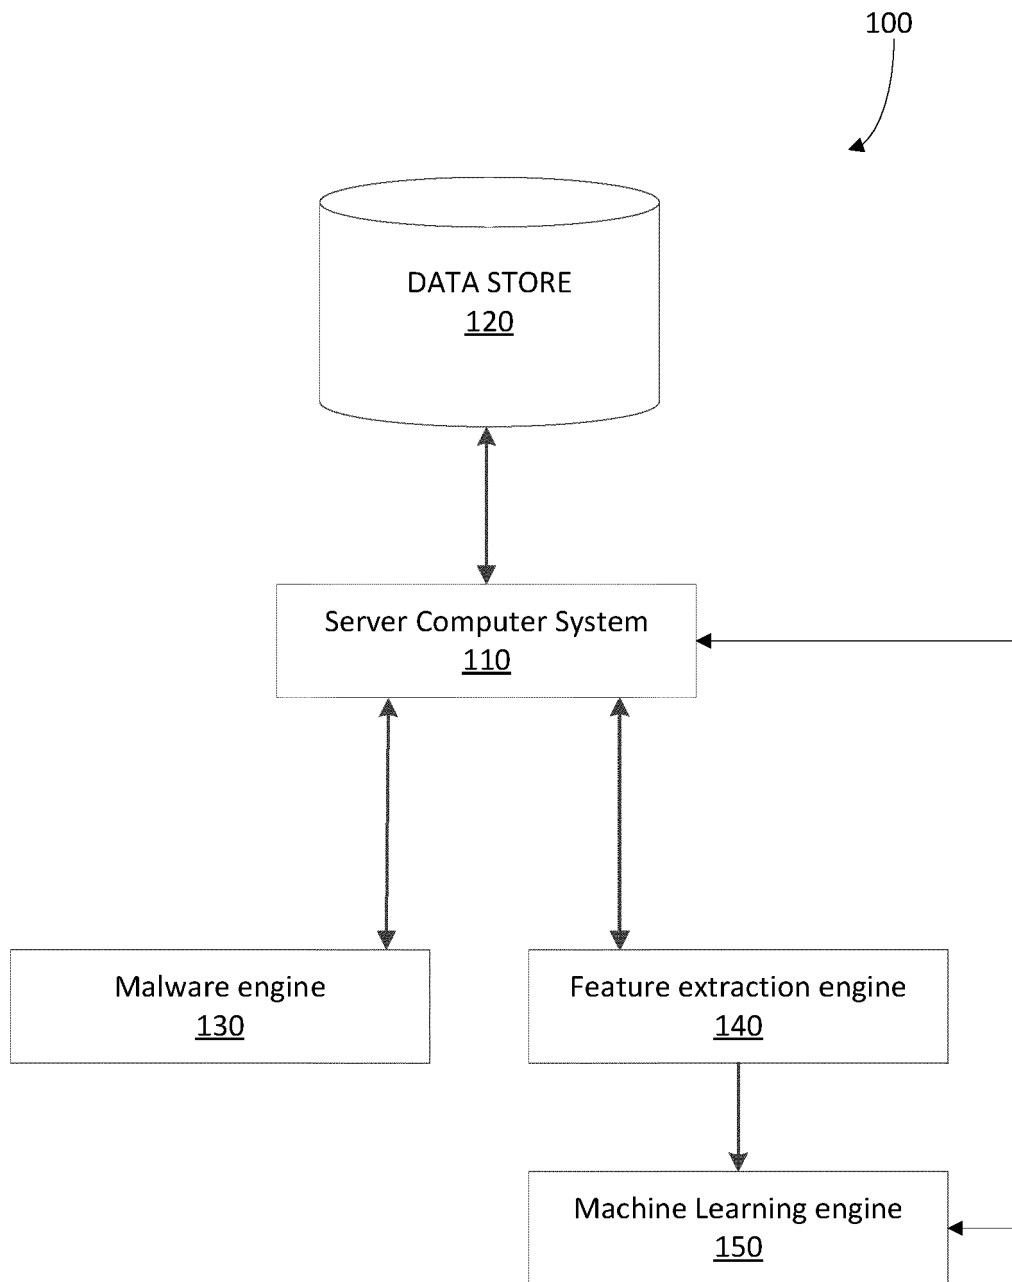 100
DATA STORE
120
Server Computer System
110
Malware engine
130
Feature extraction engine
140
Machine Learning engine
150